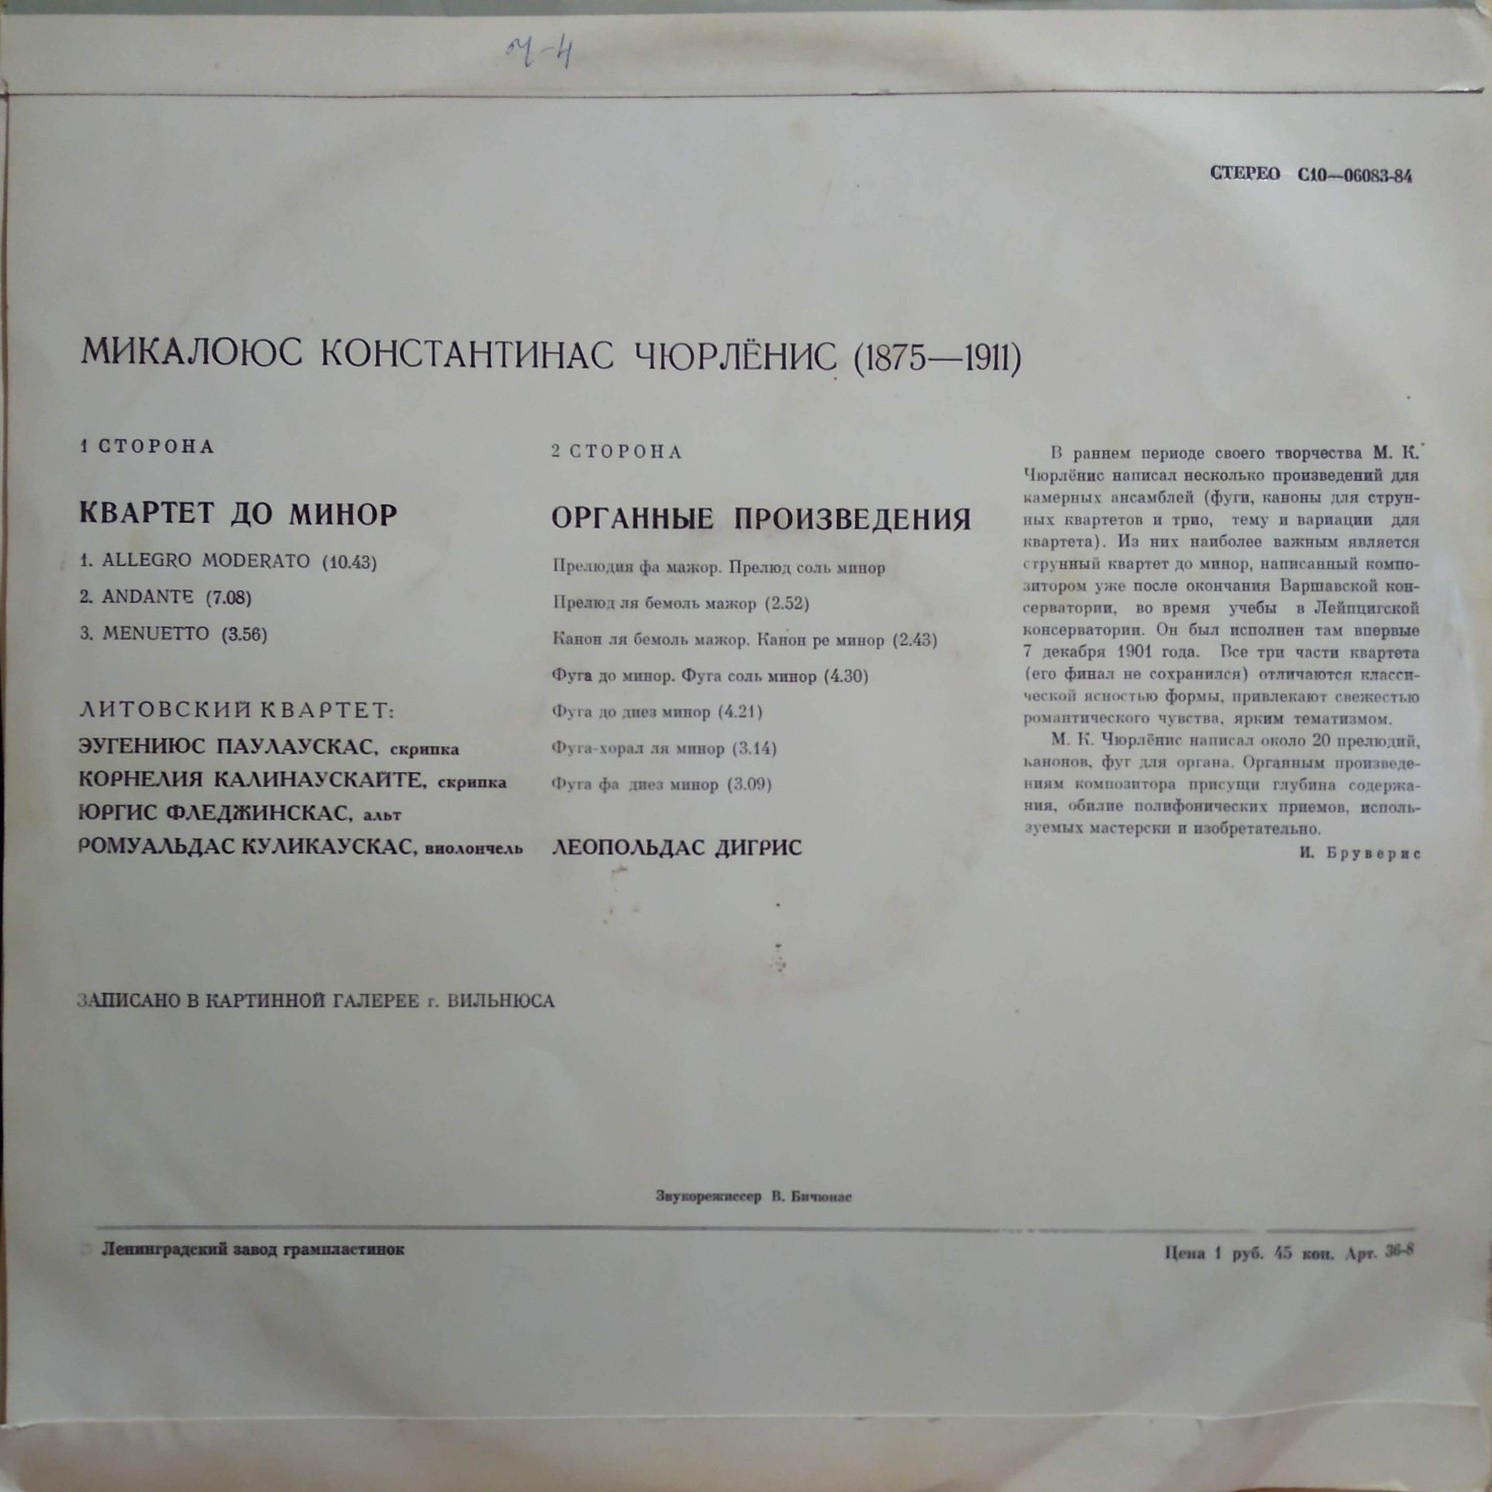 ч-4
СТЕРЕО С10—06083-84
МИКАЛОЮС КОНСТАНТИНАС ЧЮРЛЁНИС (1875—1911)
1 СТОРОНА
КВАРТЕТ ДО МИНОР
1. ALLEGRO MODERATO (10.43)
2. ANDANTE (7.08)
3. MENUETTO (3.56)
ЛИТОВСКИЙ КВАРТЕТ:
ЭУГЕНИЮС ПАУЛАУСКАС, скрипка
КОРНЕЛИЯ КАЛИНАУСКАЙТЕ, скрипка
ЮРГИС ФЛЕДЖИНСКАС, альт
РОМУАЛЬДАС КУЛИКАУСКАС, виолончель
2 СТОРОНА
ОРГАННЫЕ ПРОИЗВЕДЕНИЯ
Прелюдия фа мажор. Прелюд соль минор
Прелюд ля бемоль мажор (2.52)
Канон ля бемоль мажор. Канон ре минор (2.43)
Фуга до минор. Фуга соль минор (4.30)
Фуга до диез минор (4.21)
Фуга-хорал ля минор (3.14)
Фуга фа диез минор (3.09)
ЛЕОПОЛЬДАС ДИГРИС
В раннем периоде своего творчества М. К.
Чюрлёнис написал несколько произведений для
камерных ансамблей (фуги, каноны для струн-
ных квартетов и трио, тему и вариации для
квартета). Из них наиболее важным является
струнный квартет до минор, написанный компо-
зитором уже после окончания Варшавской кон-
серватории, во время учебы в Лейпцигской
консерватории. Он был исполнен там впервые
7 декабря 1901 года. Все три части квартета
(его финал не сохранился) отличаются класси-
ческой ясностью формы, привлекают свежестью
романтического чувства, ярким тематизмом.
М. К. Чюрлёнис написал около 20 прелюдий,
канонов, фуг для органа. Органным произведе-
ниям композитора присущи глубина содержа-
ния, обилие полифонических приемов, исполь-
зуемых мастерски и изобретательно.
И. Бруверис
ЗАПИСАНО В КАРТИННОЙ ГАЛЕРЕЕ г. ВИЛЬНЮСА
Звукорежиссер В. Бичюнас
Ленинградский завод грампластинок
Цена 1 руб. 45 коп. Арт. 36-8